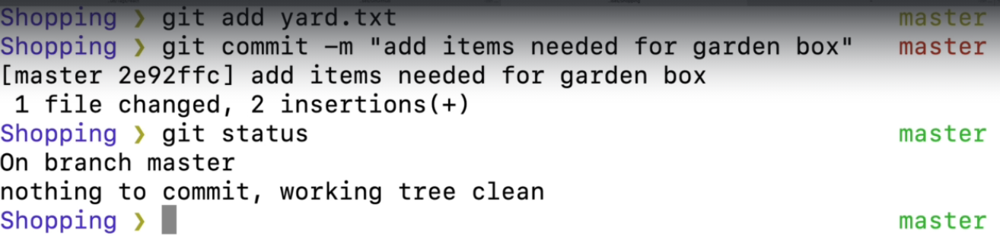 Shopping ❯ git add yard.txt master
Shopping ❯ git commit -m "add items needed for garden box" master
[master 2e92ffc] add items needed for garden box
1 file changed, 2 insertions(+)
Shopping ❯ git status master
On branch master
nothing to commit, working tree clean
Shopping ❯ master